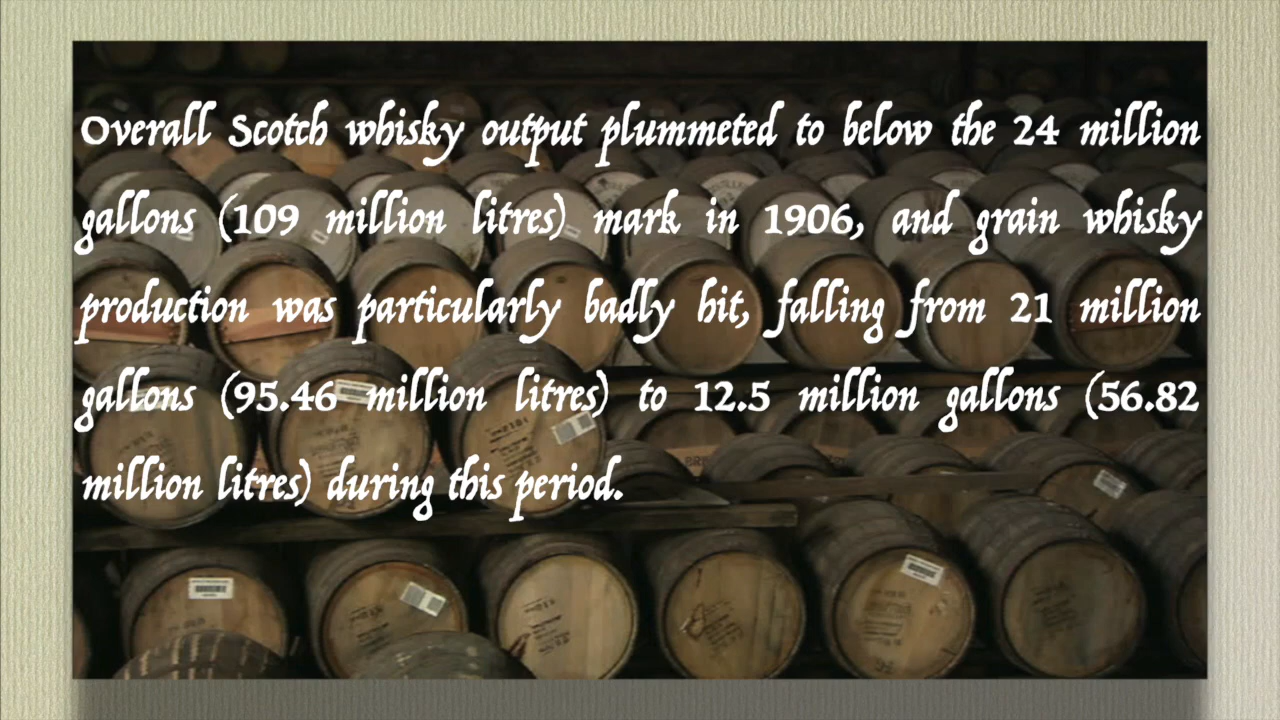 Overall Scotch whisky output plummeted to below the 24 million
gallons (109 million litres) mark in 1906, and grain whisky
production was particularly badly hit, falling from 21 million
gallons (95.46 million litres) to 12.5 million gallons (56.82
million litres) during this period.